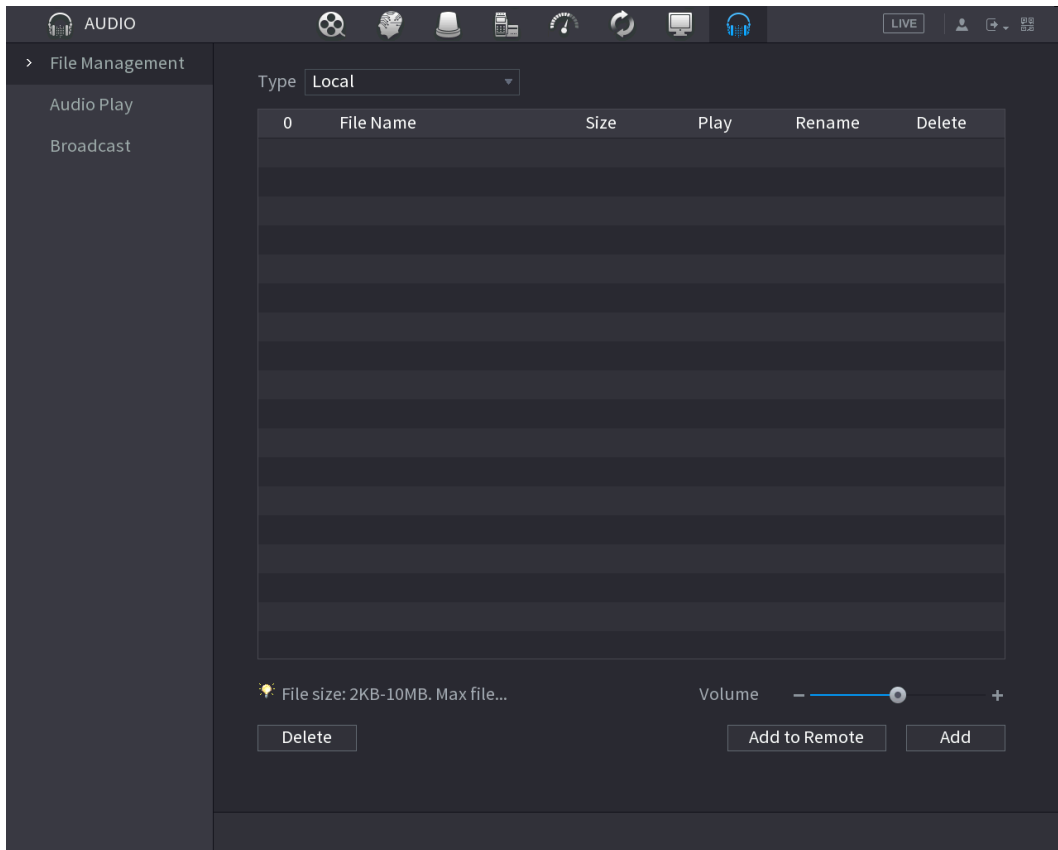 AUDIO
LIVE
File Management
Audio Play
Broadcast
Type Local
0 File Name Size Play Rename Delete
File size: 2KB-10MB. Max file...
Volume
Delete
Add to Remote
Add